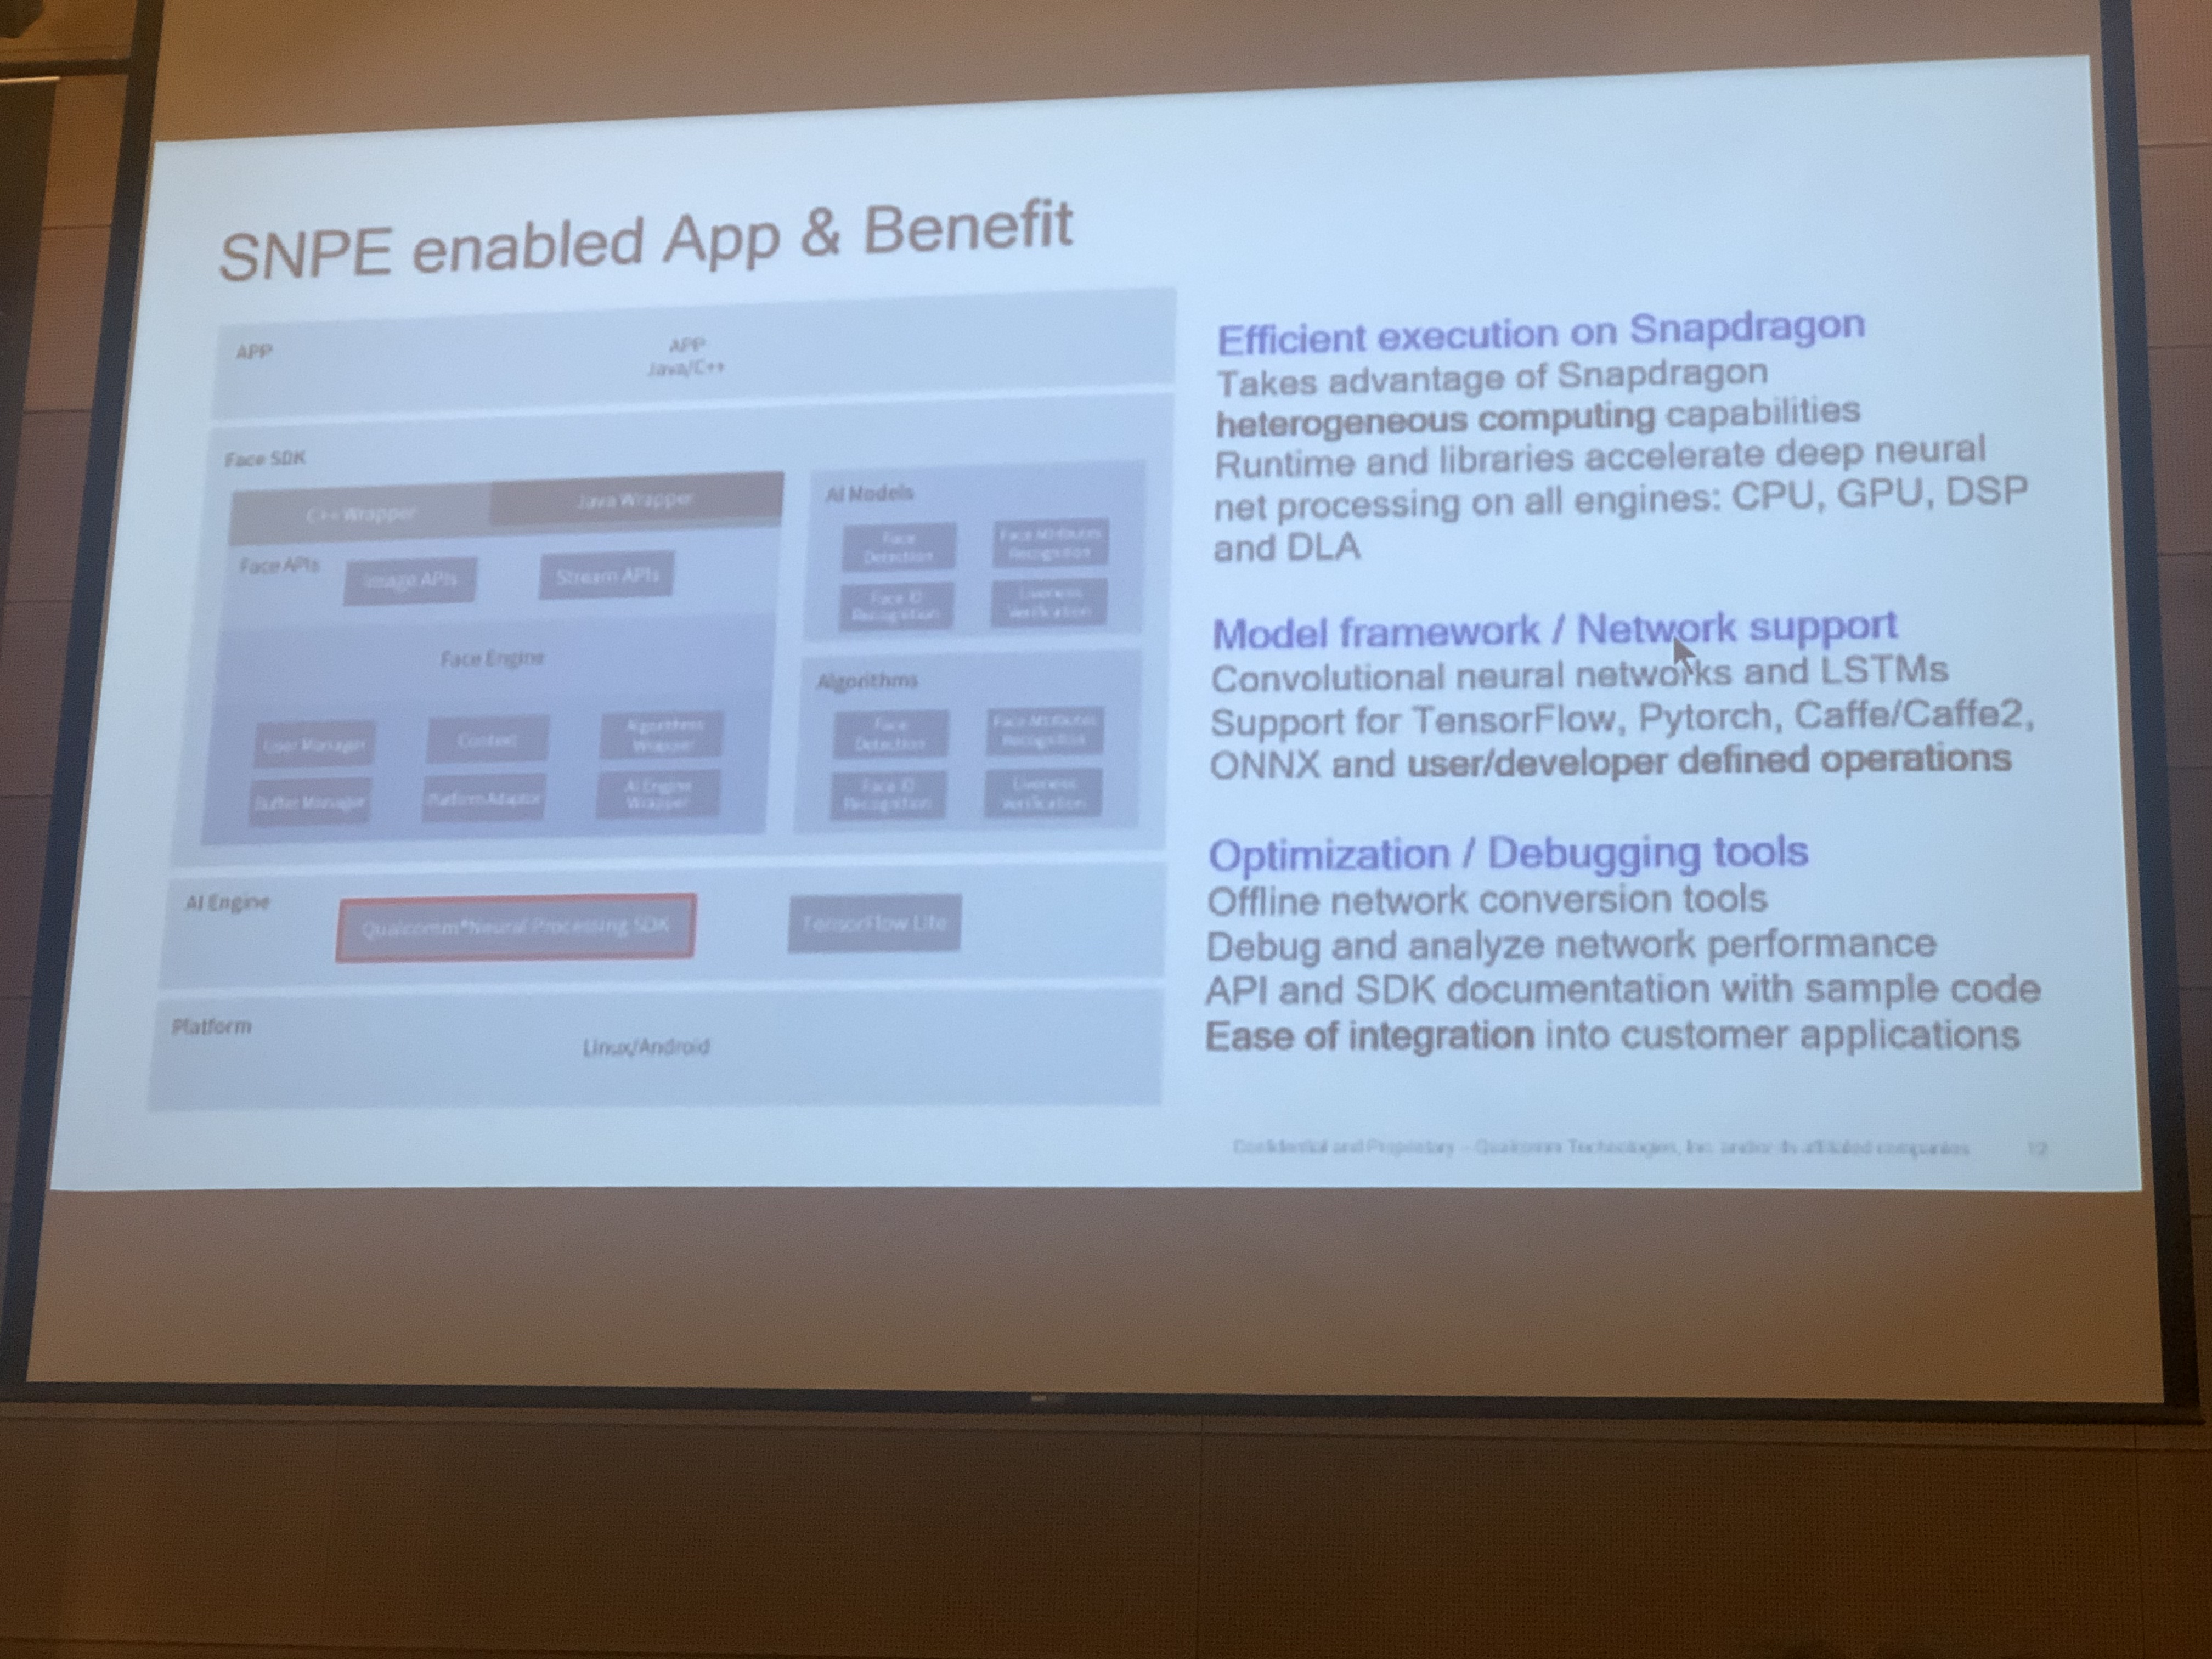 SNPE enabled App & Benefit
APP
APP
Java/C++
Face SDK
C++ Wrapper
Java Wrapper
Face APIs
Image APIs
Stream APIs
Face Engine
User Manager
Context
Algorithms
Wrapper
Buffer Manager
Platform Adaptor
AI Engine
Wrapper
AI Models
Face
Detection
Face Attributes
Recognition
Face ID
Recognition
Liveness
Verification
Algorithms
Face
Detection
Face Attributes
Recognition
Face ID
Recognition
Liveness
Verification
AI Engine
Qualcomm® Neural Processing SDK
TensorFlow Lite
Platform
Linux/Android
Efficient execution on Snapdragon
Takes advantage of Snapdragon
heterogeneous computing capabilities
Runtime and libraries accelerate deep neural
net processing on all engines: CPU, GPU, DSP
and DLA
Model framework / Network support
Convolutional neural networks and LSTMs
Support for TensorFlow, Pytorch, Caffe/Caffe2,
ONNX and user/developer defined operations
Optimization / Debugging tools
Offline network conversion tools
Debug and analyze network performance
API and SDK documentation with sample code
Ease of integration into customer applications
Confidential and Proprietary – Qualcomm Technologies, Inc. and/or its affiliated companies
12